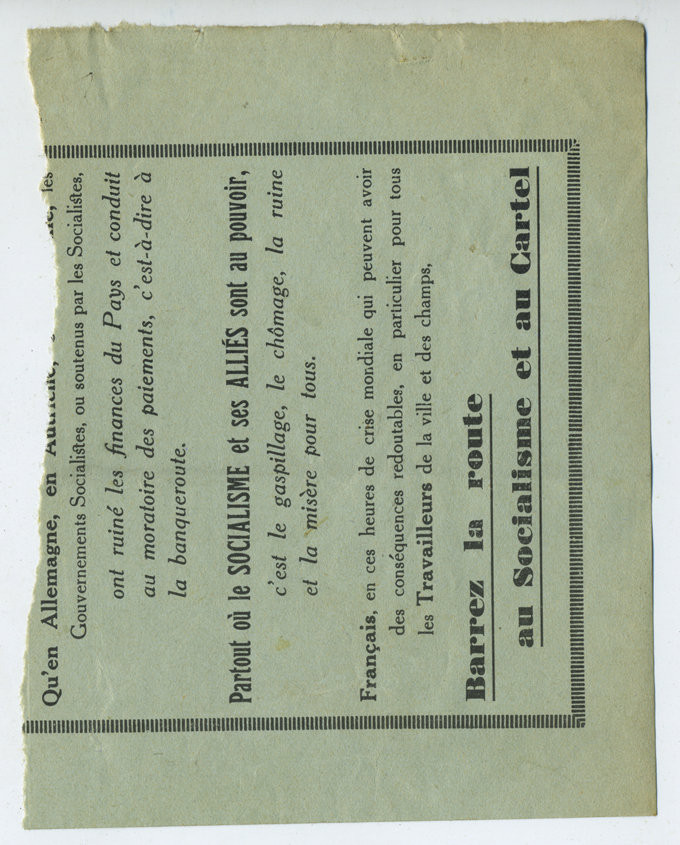 Qu'en Allemagne, en Autriche, les
Gouvernements Socialistes, ou soutenus par les Socialistes,
ont ruiné les finances du Pays et conduit
au moratoire des paiements, c'est-à-dire à
la banqueroute.
Partout où le SOCIALISME et ses ALLIÉS sont au pouvoir,
c'est le gaspillage, le chômage, la ruine
et la misère pour tous.
Français, en ces heures de crise mondiale qui peuvent avoir
des conséquences redoutables, en particulier pour tous
les Travailleurs de la ville et des champs,
Barrez la route
au Socialisme et au Cartel